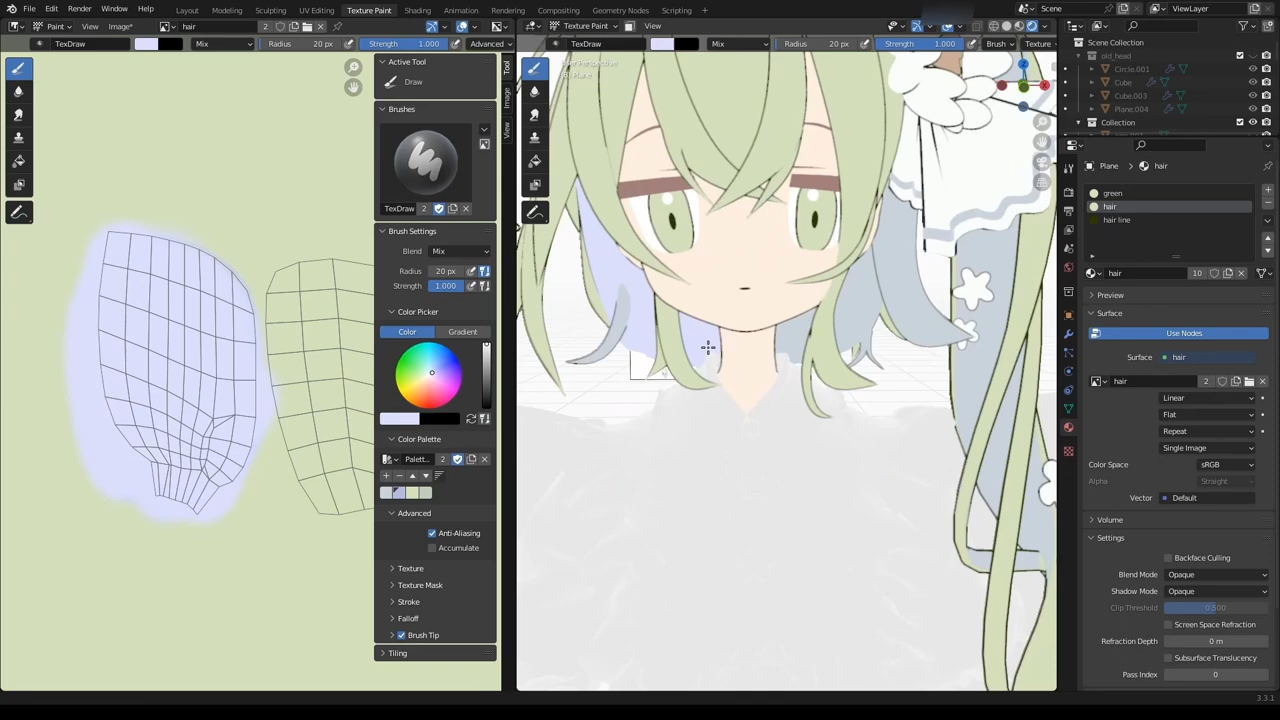 File Edit Render Window Help Layout Modeling Sculpting UV Editing Texture Paint Shading Animation Rendering Compositing Geometry Nodes Scripting + Scene ViewLayer
Paint View Image* hair 2 Texture Paint View
TexDraw Mix Radius 20 px Strength 1.000 Advanced
TexDraw Mix Radius 20 px Strength 1.000 Brush Texture
Scene Collection
old_head
Circle.001
Cube
Cube.003
Plane.004
Collection
Active Tool
Draw
Brushes
TexDraw 2
Brush Settings
Blend Mix
Radius 20 px
Strength 1.000
Color Picker
Color Gradient
Color Palette
Palett... 2
Advanced
Anti-Aliasing
Accumulate
Texture
Texture Mask
Stroke
Falloff
Brush Tip
Tiling
Tool
Image
View
Plane hair
green
hair
hair line
hair 10
Preview
Surface
Use Nodes
Surface hair
hair 2
Linear
Flat
Repeat
Single Image
Color Space sRGB
Alpha Straight
Vector Default
Volume
Settings
Backface Culling
Blend Mode Opaque
Shadow Mode Opaque
Clip Threshold 0.500
Screen Space Refraction
Refraction Depth 0 m
Subsurface Translucency
Pass Index 0
3.3.1